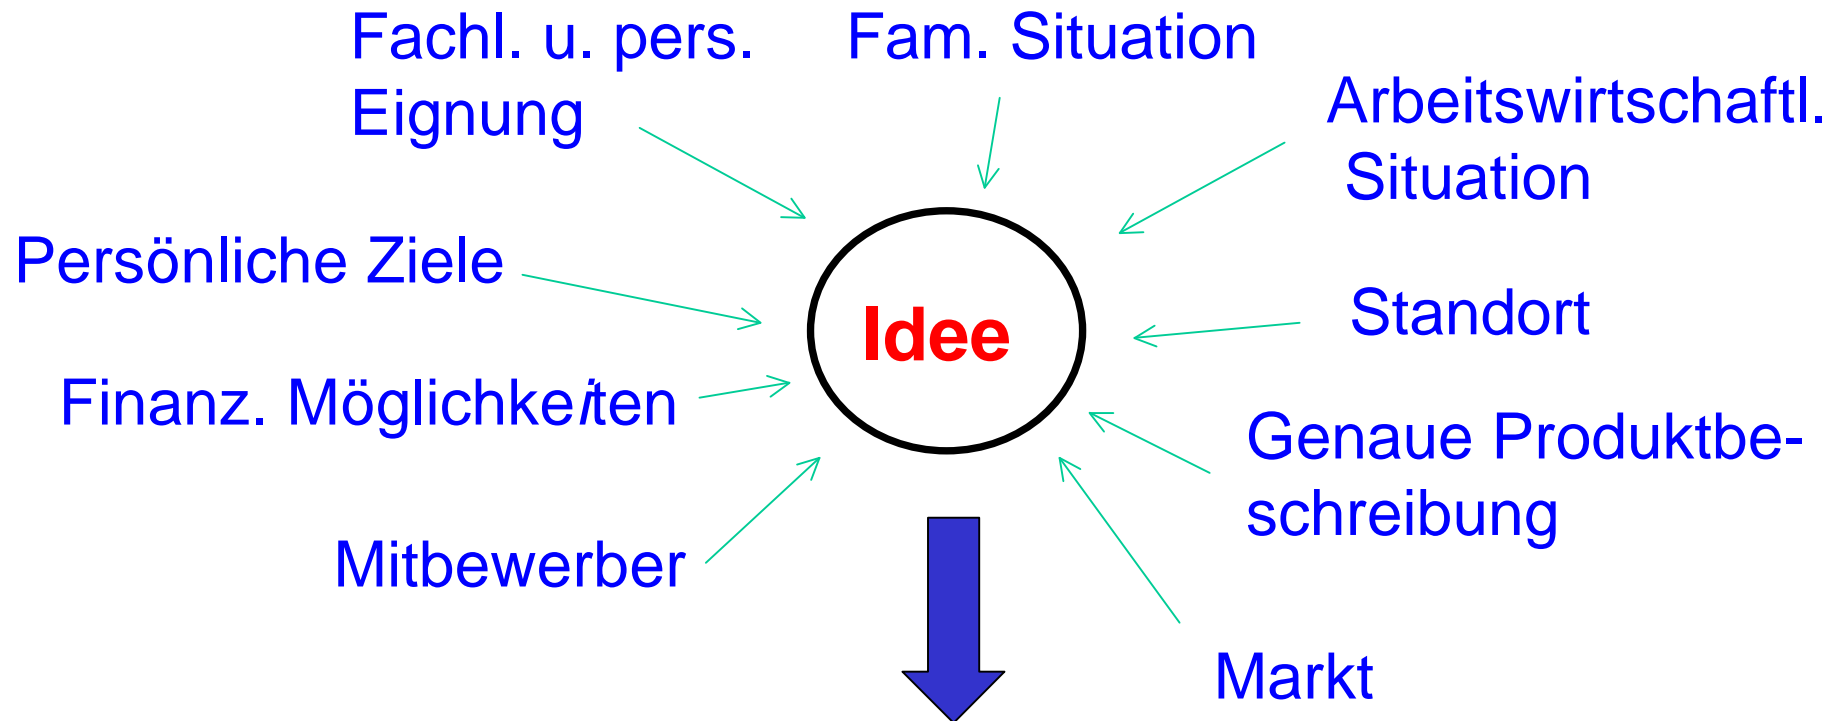 Fachl. u. pers.
Eignung
Fam. Situation
Arbeitswirtschaftl.
Situation
Persönliche Ziele
Idee
Standort
Finanz. Möglichkeiten
Genaue Produktbe-
schreibung
Mitbewerber
Markt